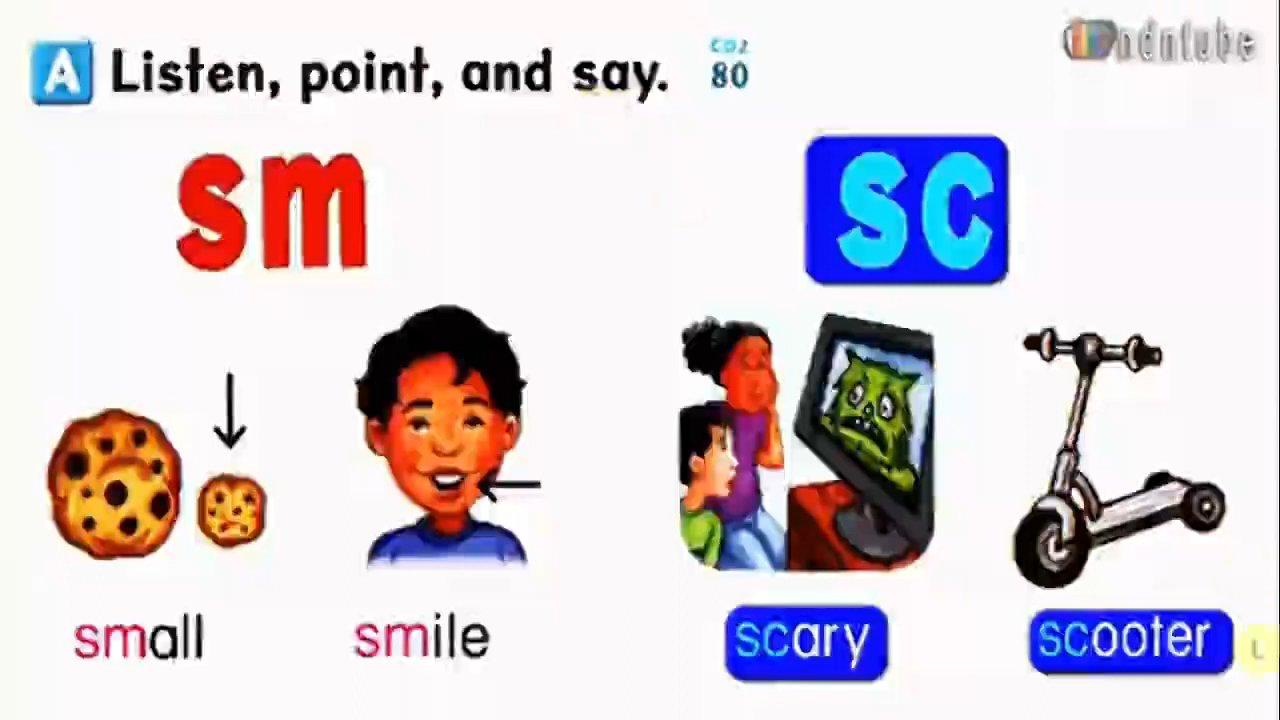 A Listen, point, and say. CD2 80
sm sc
small smile scary scooter